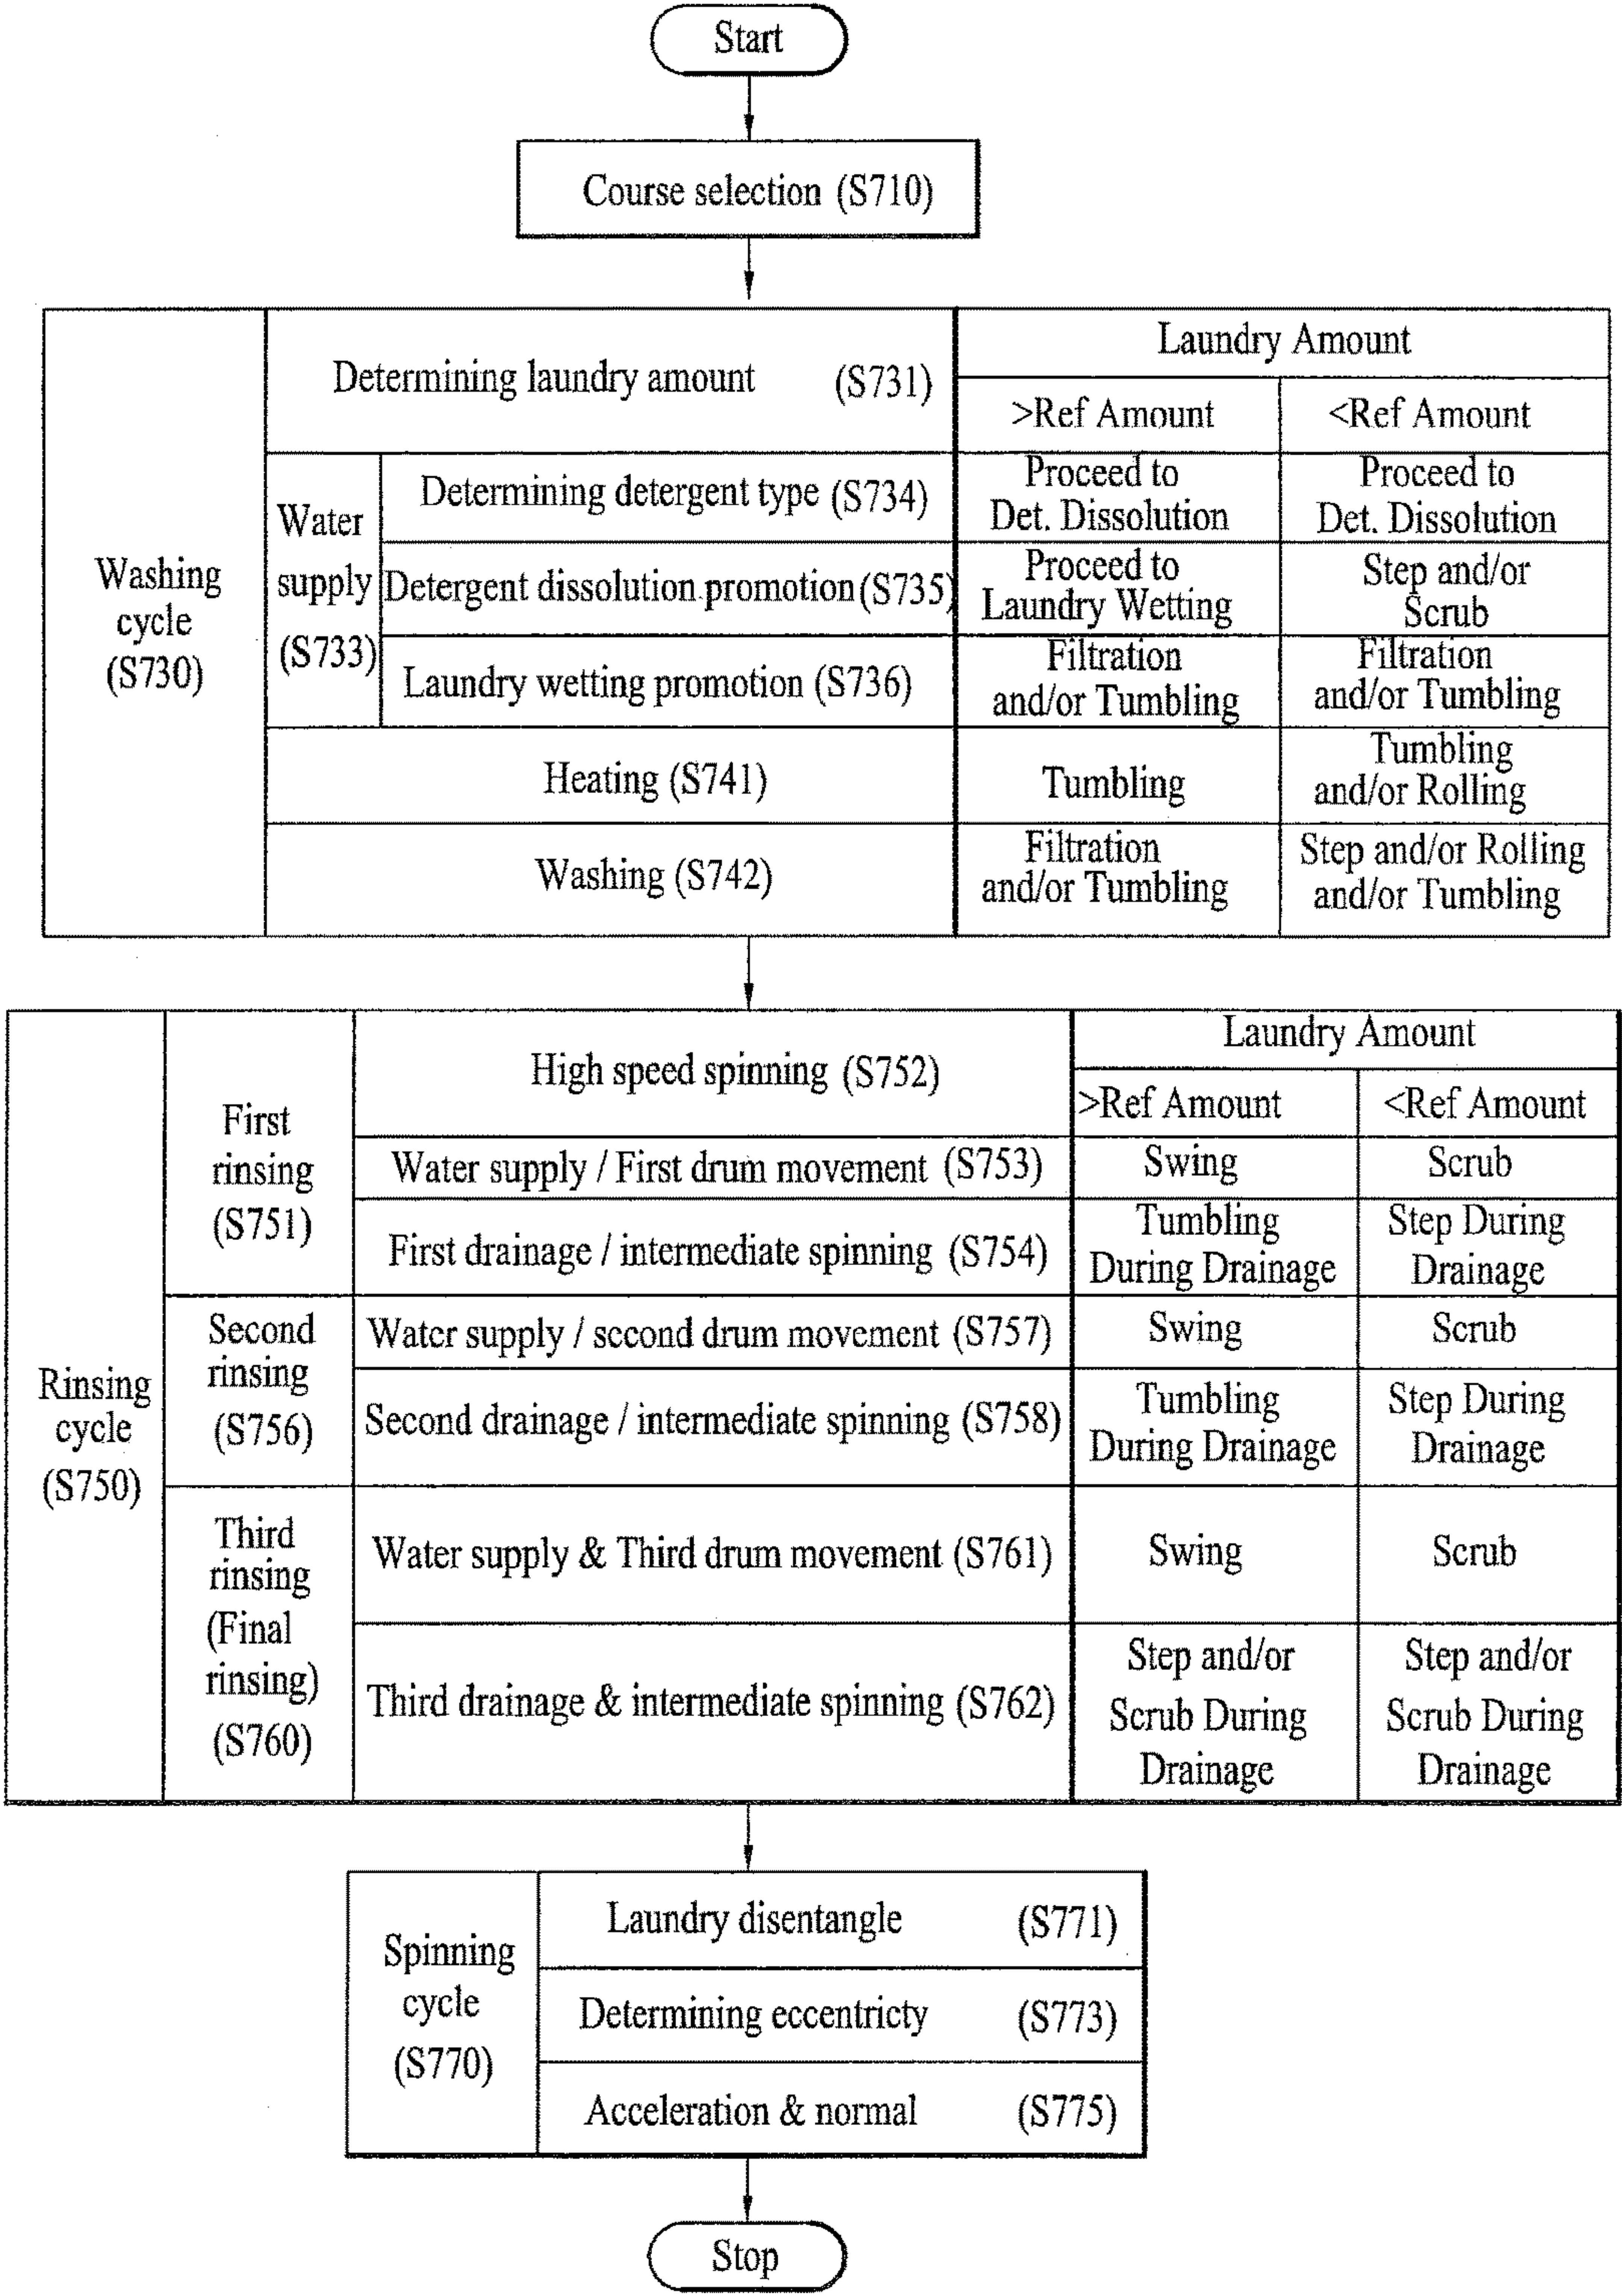 Start
Course selection (S710)
Washing
cycle
(S730)
Determining laundry amount (S731)
Laundry Amount
>Ref Amount
<Ref Amount
Water
supply
(S733)
Determining detergent type (S734)
Proceed to
Det. Dissolution
Proceed to
Det. Dissolution
Detergent dissolution promotion (S735)
Proceed to
Laundry Wetting
Step and/or
Scrub
Laundry wetting promotion (S736)
Filtration
and/or Tumbling
Filtration
and/or Tumbling
Heating (S741)
Tumbling
Tumbling
and/or Rolling
Washing (S742)
Filtration
and/or Tumbling
Step and/or Rolling
and/or Tumbling
Rinsing
cycle
(S750)
First
rinsing
(S751)
High speed spinning (S752)
Laundry Amount
>Ref Amount
<Ref Amount
Water supply / First drum movement (S753)
Swing
Scrub
First drainage / intermediate spinning (S754)
Tumbling
During Drainage
Step During
Drainage
Second
rinsing
(S756)
Water supply / second drum movement (S757)
Swing
Scrub
Second drainage / intermediate spinning (S758)
Tumbling
During Drainage
Step During
Drainage
Third
rinsing
(Final
rinsing)
(S760)
Water supply & Third drum movement (S761)
Swing
Scrub
Third drainage & intermediate spinning (S762)
Step and/or
Scrub During
Drainage
Step and/or
Scrub During
Drainage
Spinning
cycle
(S770)
Laundry disentangle (S771)
Determining eccentricty (S773)
Acceleration & normal (S775)
Stop